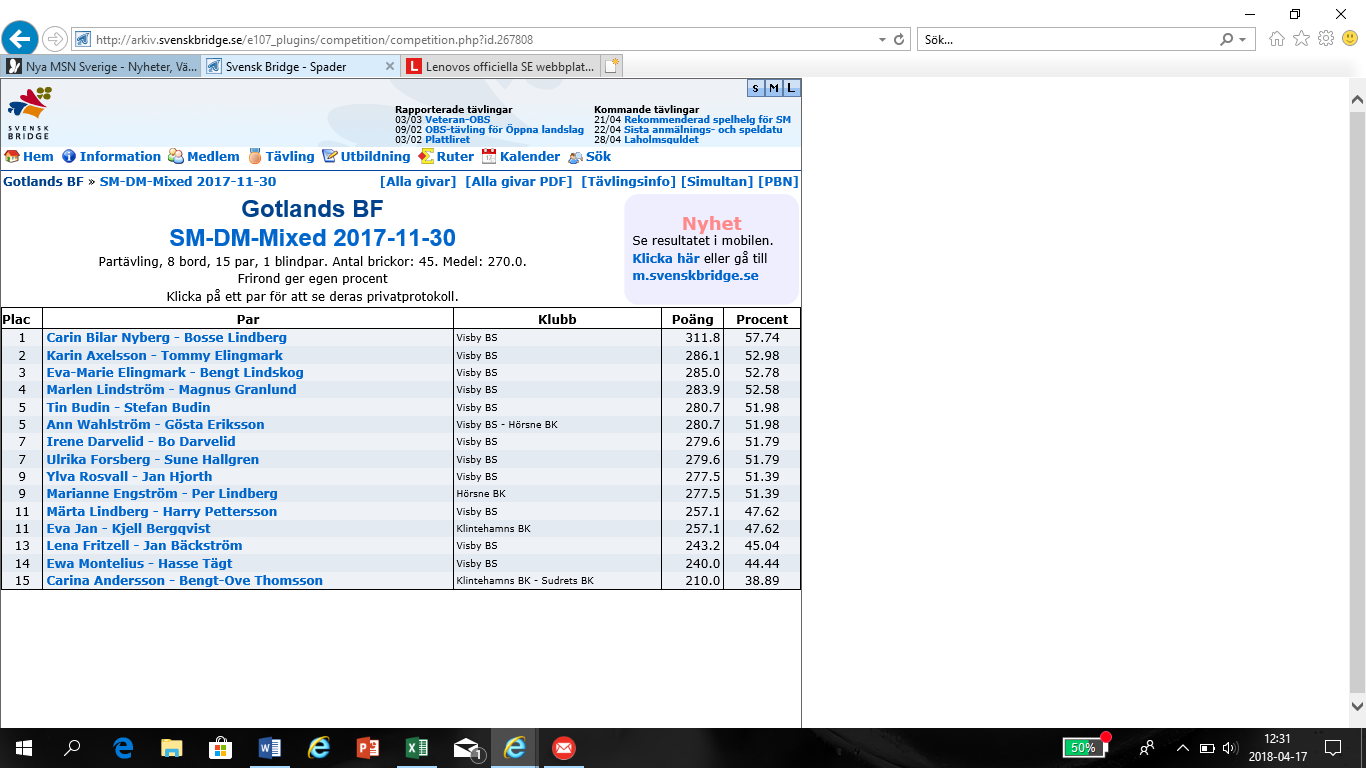 http://arkiv.svenskbridge.se/e107_plugins/competition/competition.php?id.267808
Sök...
Nya MSN Sverige - Nyheter, Vä...
Svensk Bridge - Spader
Lenovos officiella SE webbplat...
S M L
SVENSK
BRIDGE
Rapporterade tävlingar
03/03 Veteran-OBS
09/02 OBS-tävling för Öppna landslag
03/02 Plattliret
Kommande tävlingar
21/04 Rekommenderad spelhelg för SM
22/04 Sista anmälnings- och speldatu
28/04 Laholmsguldet
Hem Information Medlem Tävling Utbildning Ruter Kalender Sök
Gotlands BF » SM-DM-Mixed 2017-11-30 [Alla givar] [Alla givar PDF] [Tävlingsinfo] [Simultan] [PBN]
Gotlands BF
SM-DM-Mixed 2017-11-30
Partävling, 8 bord, 15 par, 1 blindpar. Antal brickor: 45. Medel: 270.0.
Frirond ger egen procent
Klicka på ett par för att se deras privatprotokoll.
Nyhet
Se resultatet i mobilen.
Klicka här eller gå till
m.svenskbridge.se
Plac Par Klubb Poäng Procent
1 Carin Bilar Nyberg - Bosse Lindberg Visby BS 311.8 57.74
2 Karin Axelsson - Tommy Elingmark Visby BS 286.1 52.98
3 Eva-Marie Elingmark - Bengt Lindskog Visby BS 285.0 52.78
4 Marlen Lindström - Magnus Granlund Visby BS 283.9 52.58
5 Tin Budin - Stefan Budin Visby BS 280.7 51.98
5 Ann Wahlström - Gösta Eriksson Visby BS - Hörsne BK 280.7 51.98
7 Irene Darvelid - Bo Darvelid Visby BS 279.6 51.79
7 Ulrika Forsberg - Sune Hallgren Visby BS 279.6 51.79
9 Ylva Rosvall - Jan Hjorth Visby BS 277.5 51.39
9 Marianne Engström - Per Lindberg Hörsne BK 277.5 51.39
11 Märta Lindberg - Harry Pettersson Visby BS 257.1 47.62
11 Eva Jan - Kjell Bergqvist Klintehamns BK 257.1 47.62
13 Lena Fritzell - Jan Bäckström Visby BS 243.2 45.04
14 Ewa Montelius - Hasse Tägt Visby BS 240.0 44.44
15 Carina Andersson - Bengt-Ove Thomsson Klintehamns BK - Sudrets BK 210.0 38.89
50%
12:31
2018-04-17